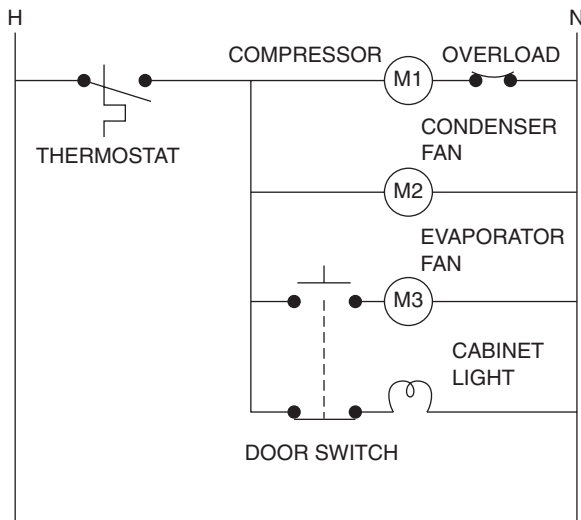 H
N
COMPRESSOR
OVERLOAD
M1
THERMOSTAT
CONDENSER
FAN
M2
EVAPORATOR
FAN
M3
CABINET
LIGHT
DOOR SWITCH